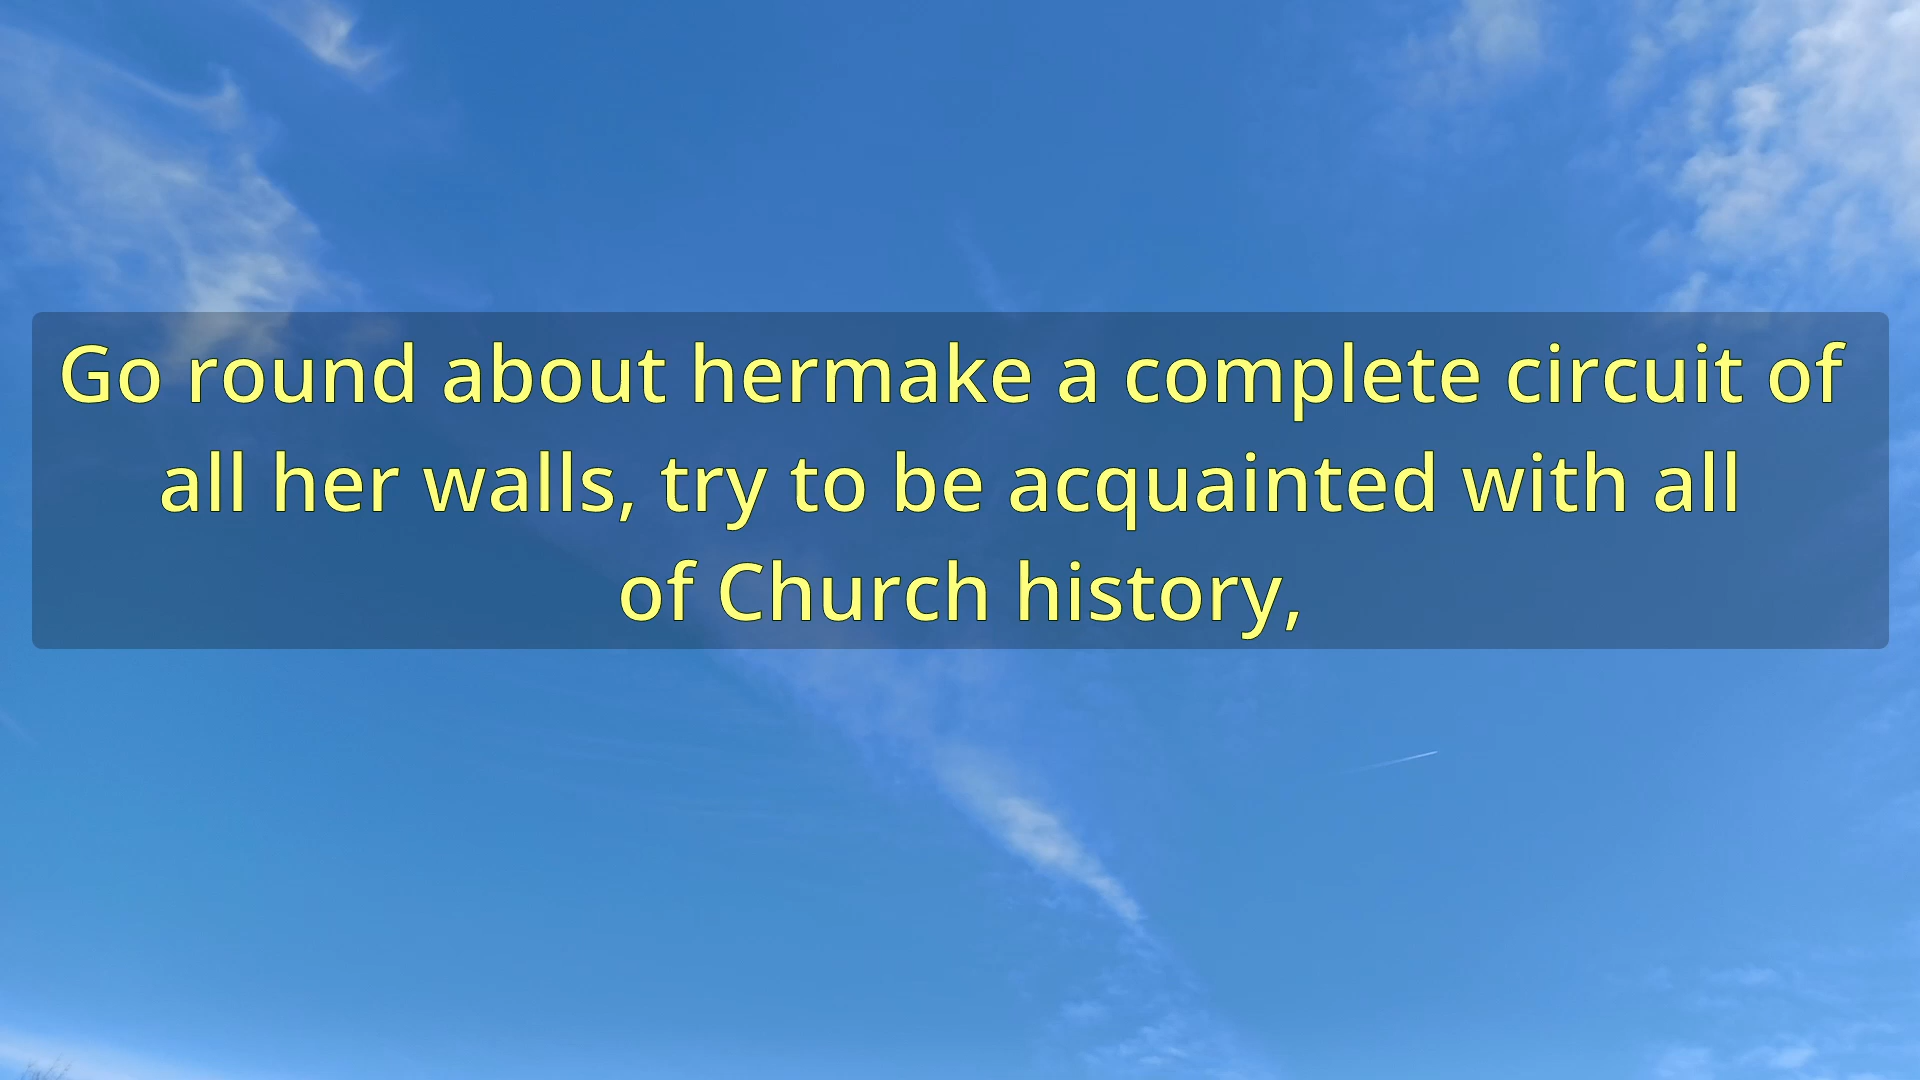 Go round about hermake a complete circuit of
all her walls, try to be acquainted with all
of Church history,